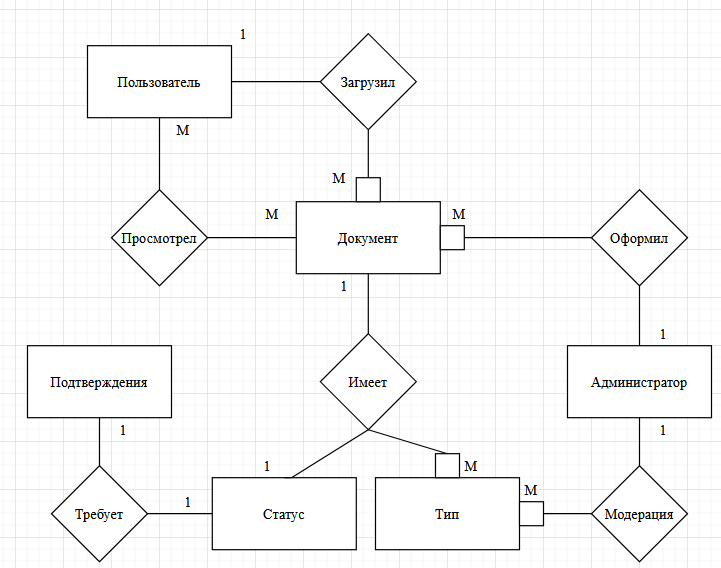 1
Пользователь
Загрузил
М
М
М
М
Просмотрел
Документ
Оформил
1
1
Подтверждения
Имеет
Администратор
1
1
1
М
1
М
Требует
Статус
Тип
Модерация